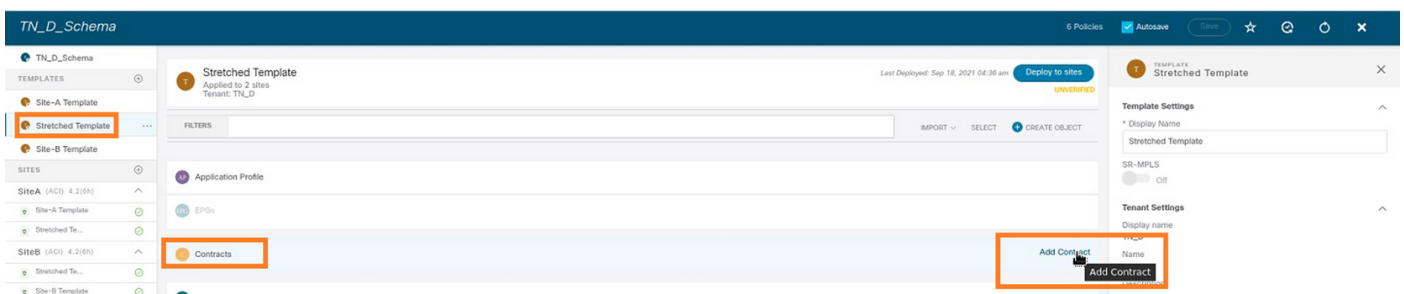 TN_D_Schema
6 Policies
Autosave
Save
TN_D_Schema
TEMPLATES
Site-A Template
Stretched Template
Site-B Template
SITES
SiteA (ACI) 4.2(6h)
Site-A Template
Stretched Te...
SiteB (ACI) 4.2(6h)
Stretched Te...
Site-B Template
T
Stretched Template
Applied to 2 sites
Tenant: TN_D
Last Deployed: Sep 18, 2021 04:36 am
Deploy to sites
UNVERIFIED
FILTERS
IMPORT
SELECT
CREATE OBJECT
AP
Application Profile
EPG
EPGs
Contracts
Add Contract
Add Contract
T
TEMPLATE
Stretched Template
Template Settings
* Display Name
Stretched Template
SR-MPLS
Off
Tenant Settings
Display name
TN_D
Name